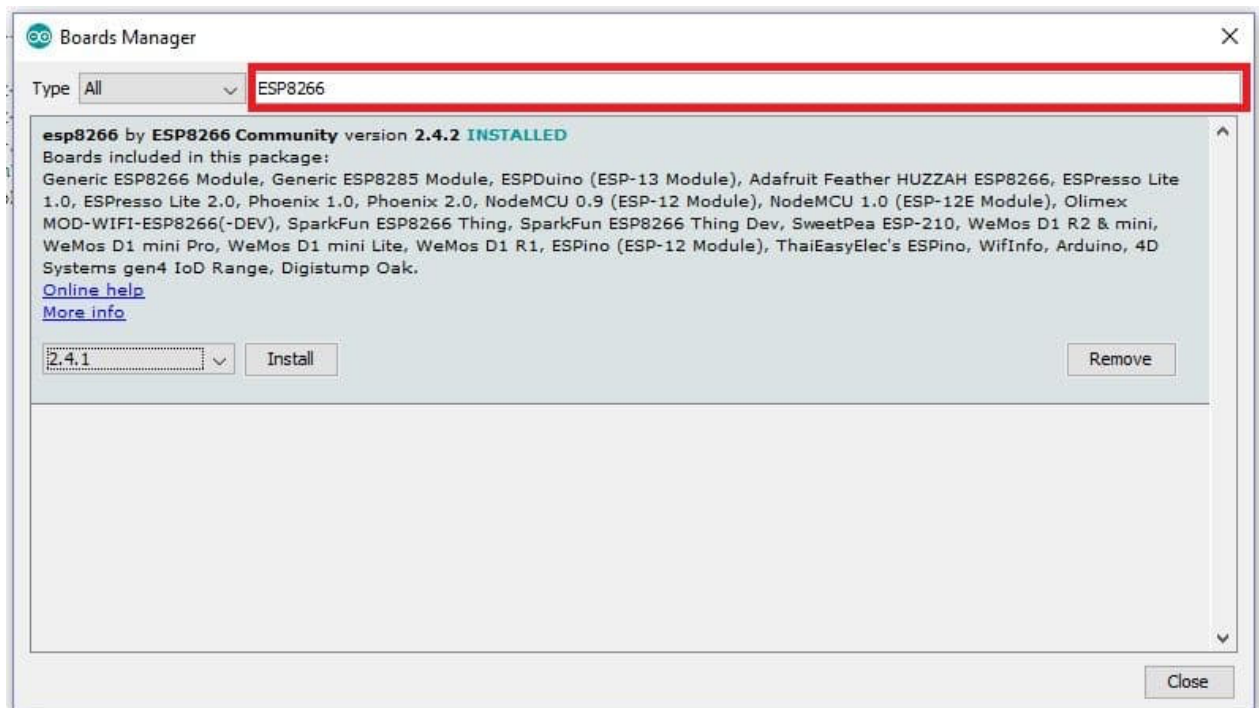 Boards Manager
Type All ESP8266
esp8266 by ESP8266 Community version 2.4.2 INSTALLED
Boards included in this package:
Generic ESP8266 Module, Generic ESP8285 Module, ESPDuino (ESP-13 Module), Adafruit Feather HUZZAH ESP8266, ESPresso Lite
1.0, ESPresso Lite 2.0, Phoenix 1.0, Phoenix 2.0, NodeMCU 0.9 (ESP-12 Module), NodeMCU 1.0 (ESP-12E Module), Olimex
MOD-WIFI-ESP8266(-DEV), SparkFun ESP8266 Thing, SparkFun ESP8266 Thing Dev, SweetPea ESP-210, WeMos D1 R2 & mini,
WeMos D1 mini Pro, WeMos D1 mini Lite, WeMos D1 R1, ESPino (ESP-12 Module), ThaiEasyElec's ESPino, WifInfo, Arduino, 4D
Systems gen4 IoD Range, Digistump Oak.
Online help
More info
2.4.1 Install Remove
Close